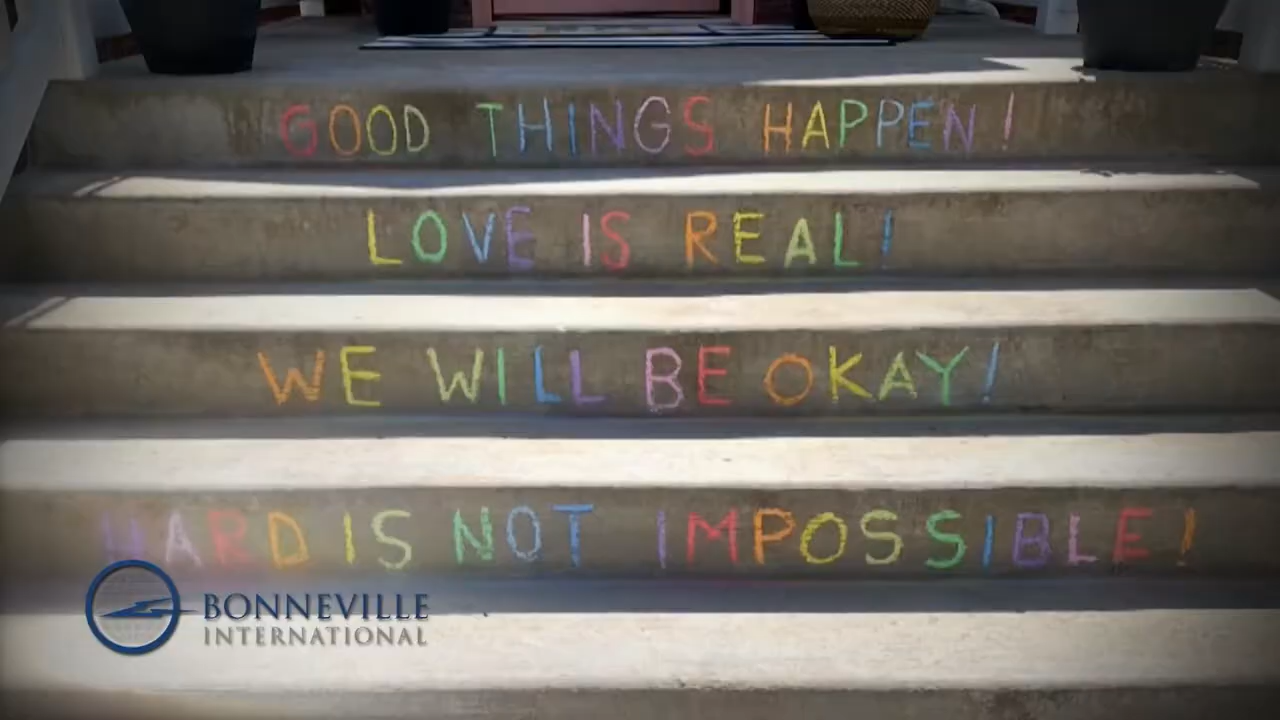 GOOD THINGS HAPPEN!
LOVE IS REAL!
WE WILL BE OKAY!
HARD IS NOT IMPOSSIBLE!
BONNEVILLE
INTERNATIONAL